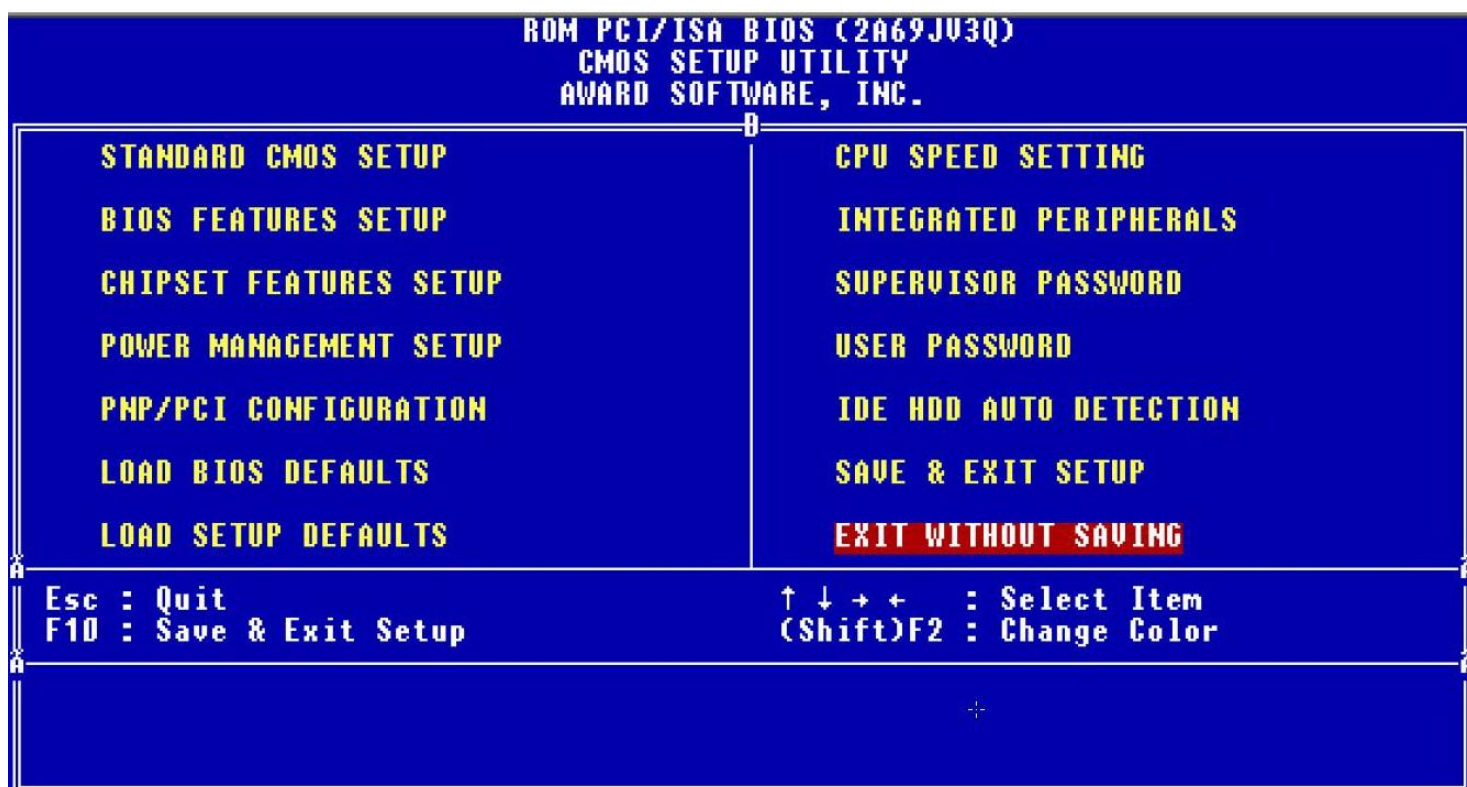 ROM PCI/ISA BIOS (2A69JV3Q)
CMOS SETUP UTILITY
AWARD SOFTWARE, INC.
STANDARD CMOS SETUP
BIOS FEATURES SETUP
CHIPSET FEATURES SETUP
POWER MANAGEMENT SETUP
PNP/PCI CONFIGURATION
LOAD BIOS DEFAULTS
LOAD SETUP DEFAULTS
CPU SPEED SETTING
INTEGRATED PERIPHERALS
SUPERVISOR PASSWORD
USER PASSWORD
IDE HDD AUTO DETECTION
SAVE & EXIT SETUP
EXIT WITHOUT SAVING
Esc : Quit
F10 : Save & Exit Setup
↑ ↓ → ← : Select Item
(Shift)F2 : Change Color